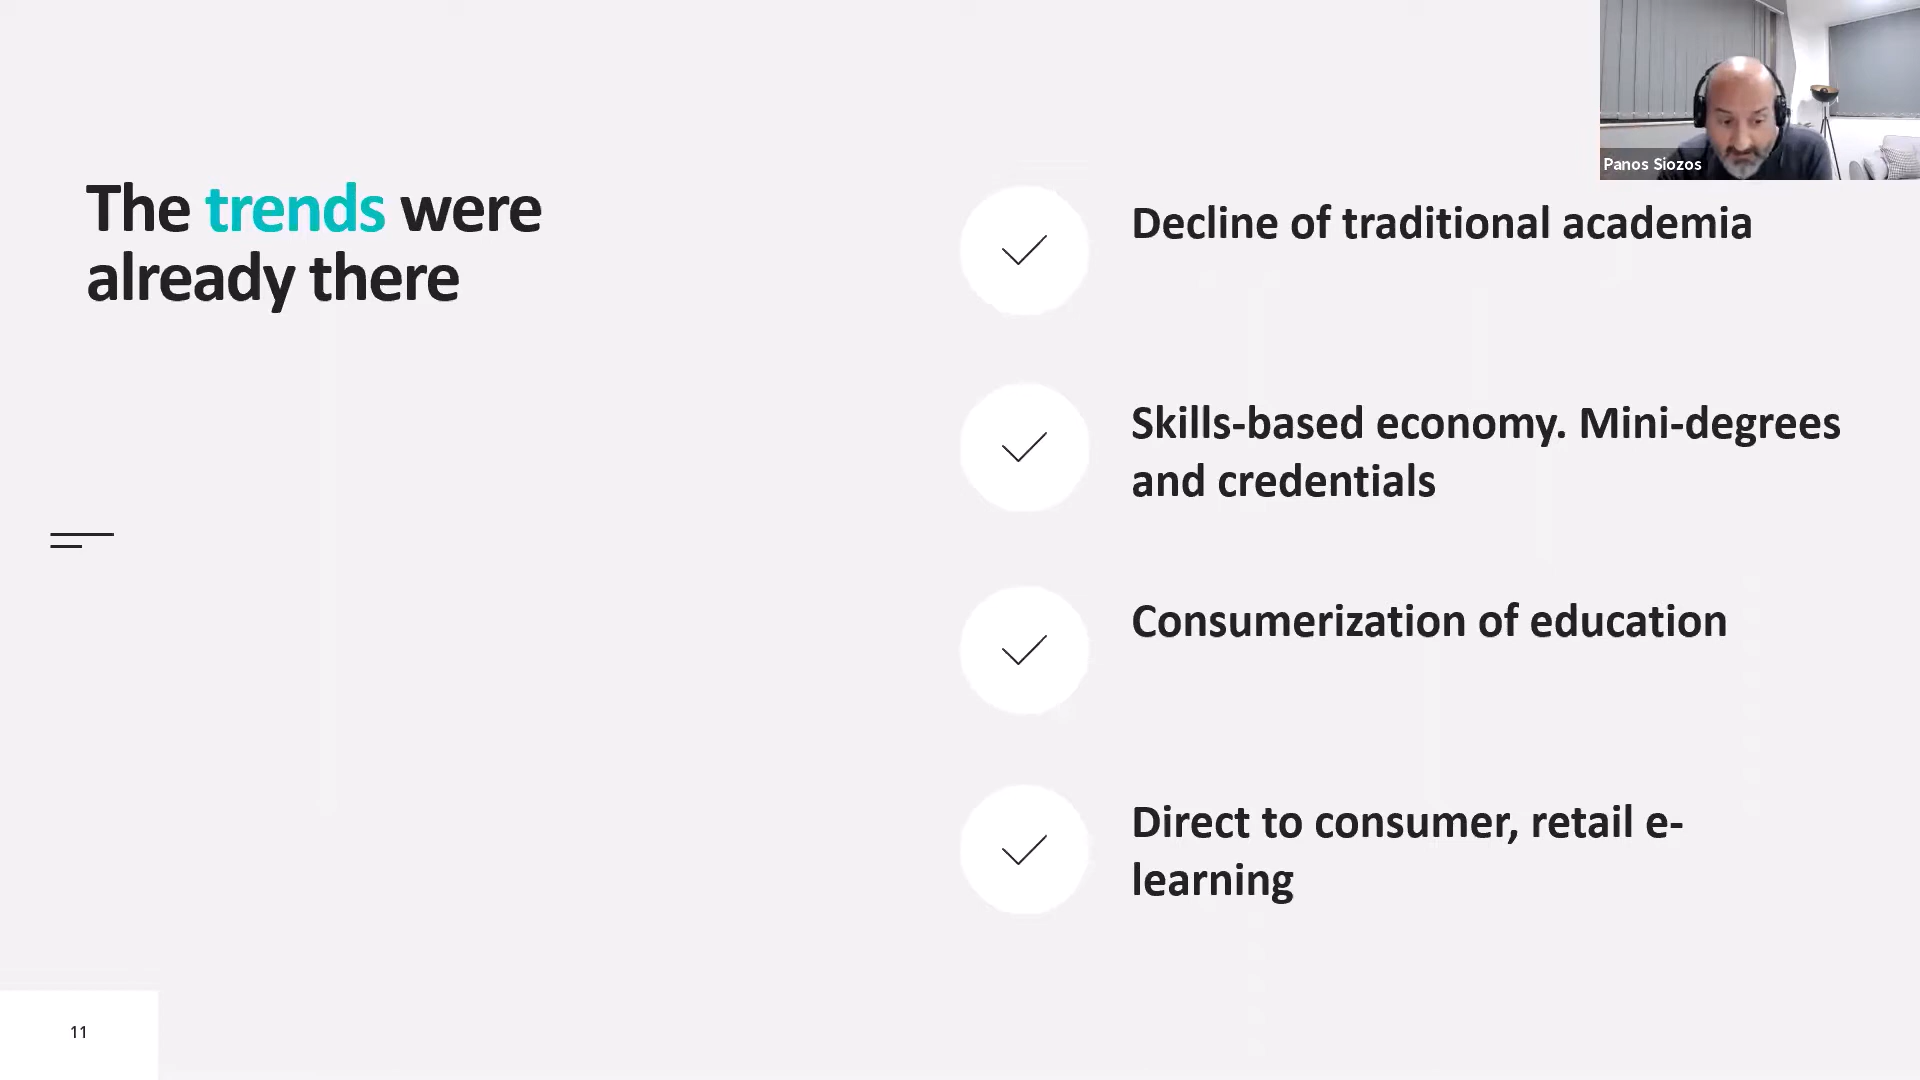 Panos Siozos
The trends were
already there
Decline of traditional academia
Skills-based economy. Mini-degrees
and credentials
Consumerization of education
Direct to consumer, retail e-
learning
11